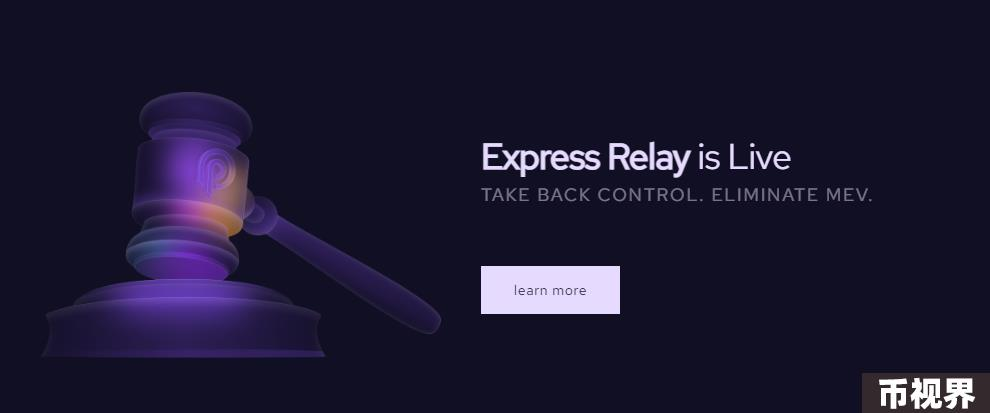 Express Relay is Live
TAKE BACK CONTROL. ELIMINATE MEV.
learn more
币视界